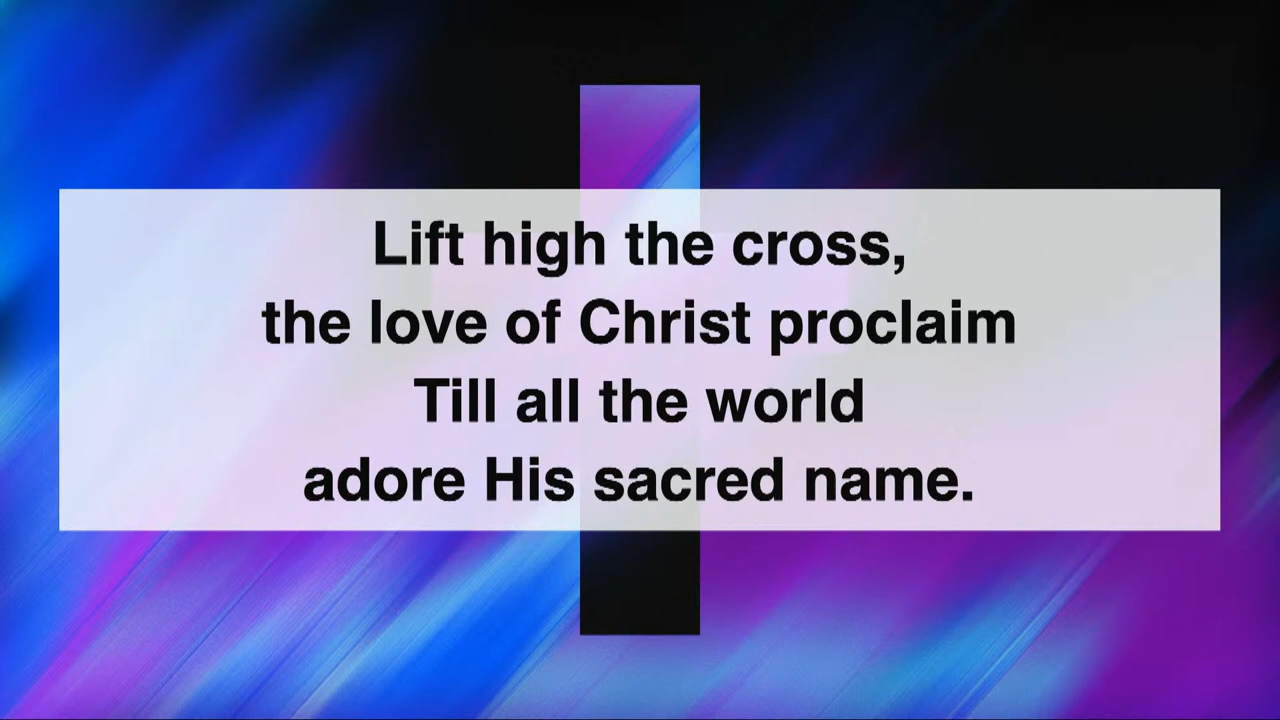 Lift high the cross,
the love of Christ proclaim
Till all the world
adore His sacred name.